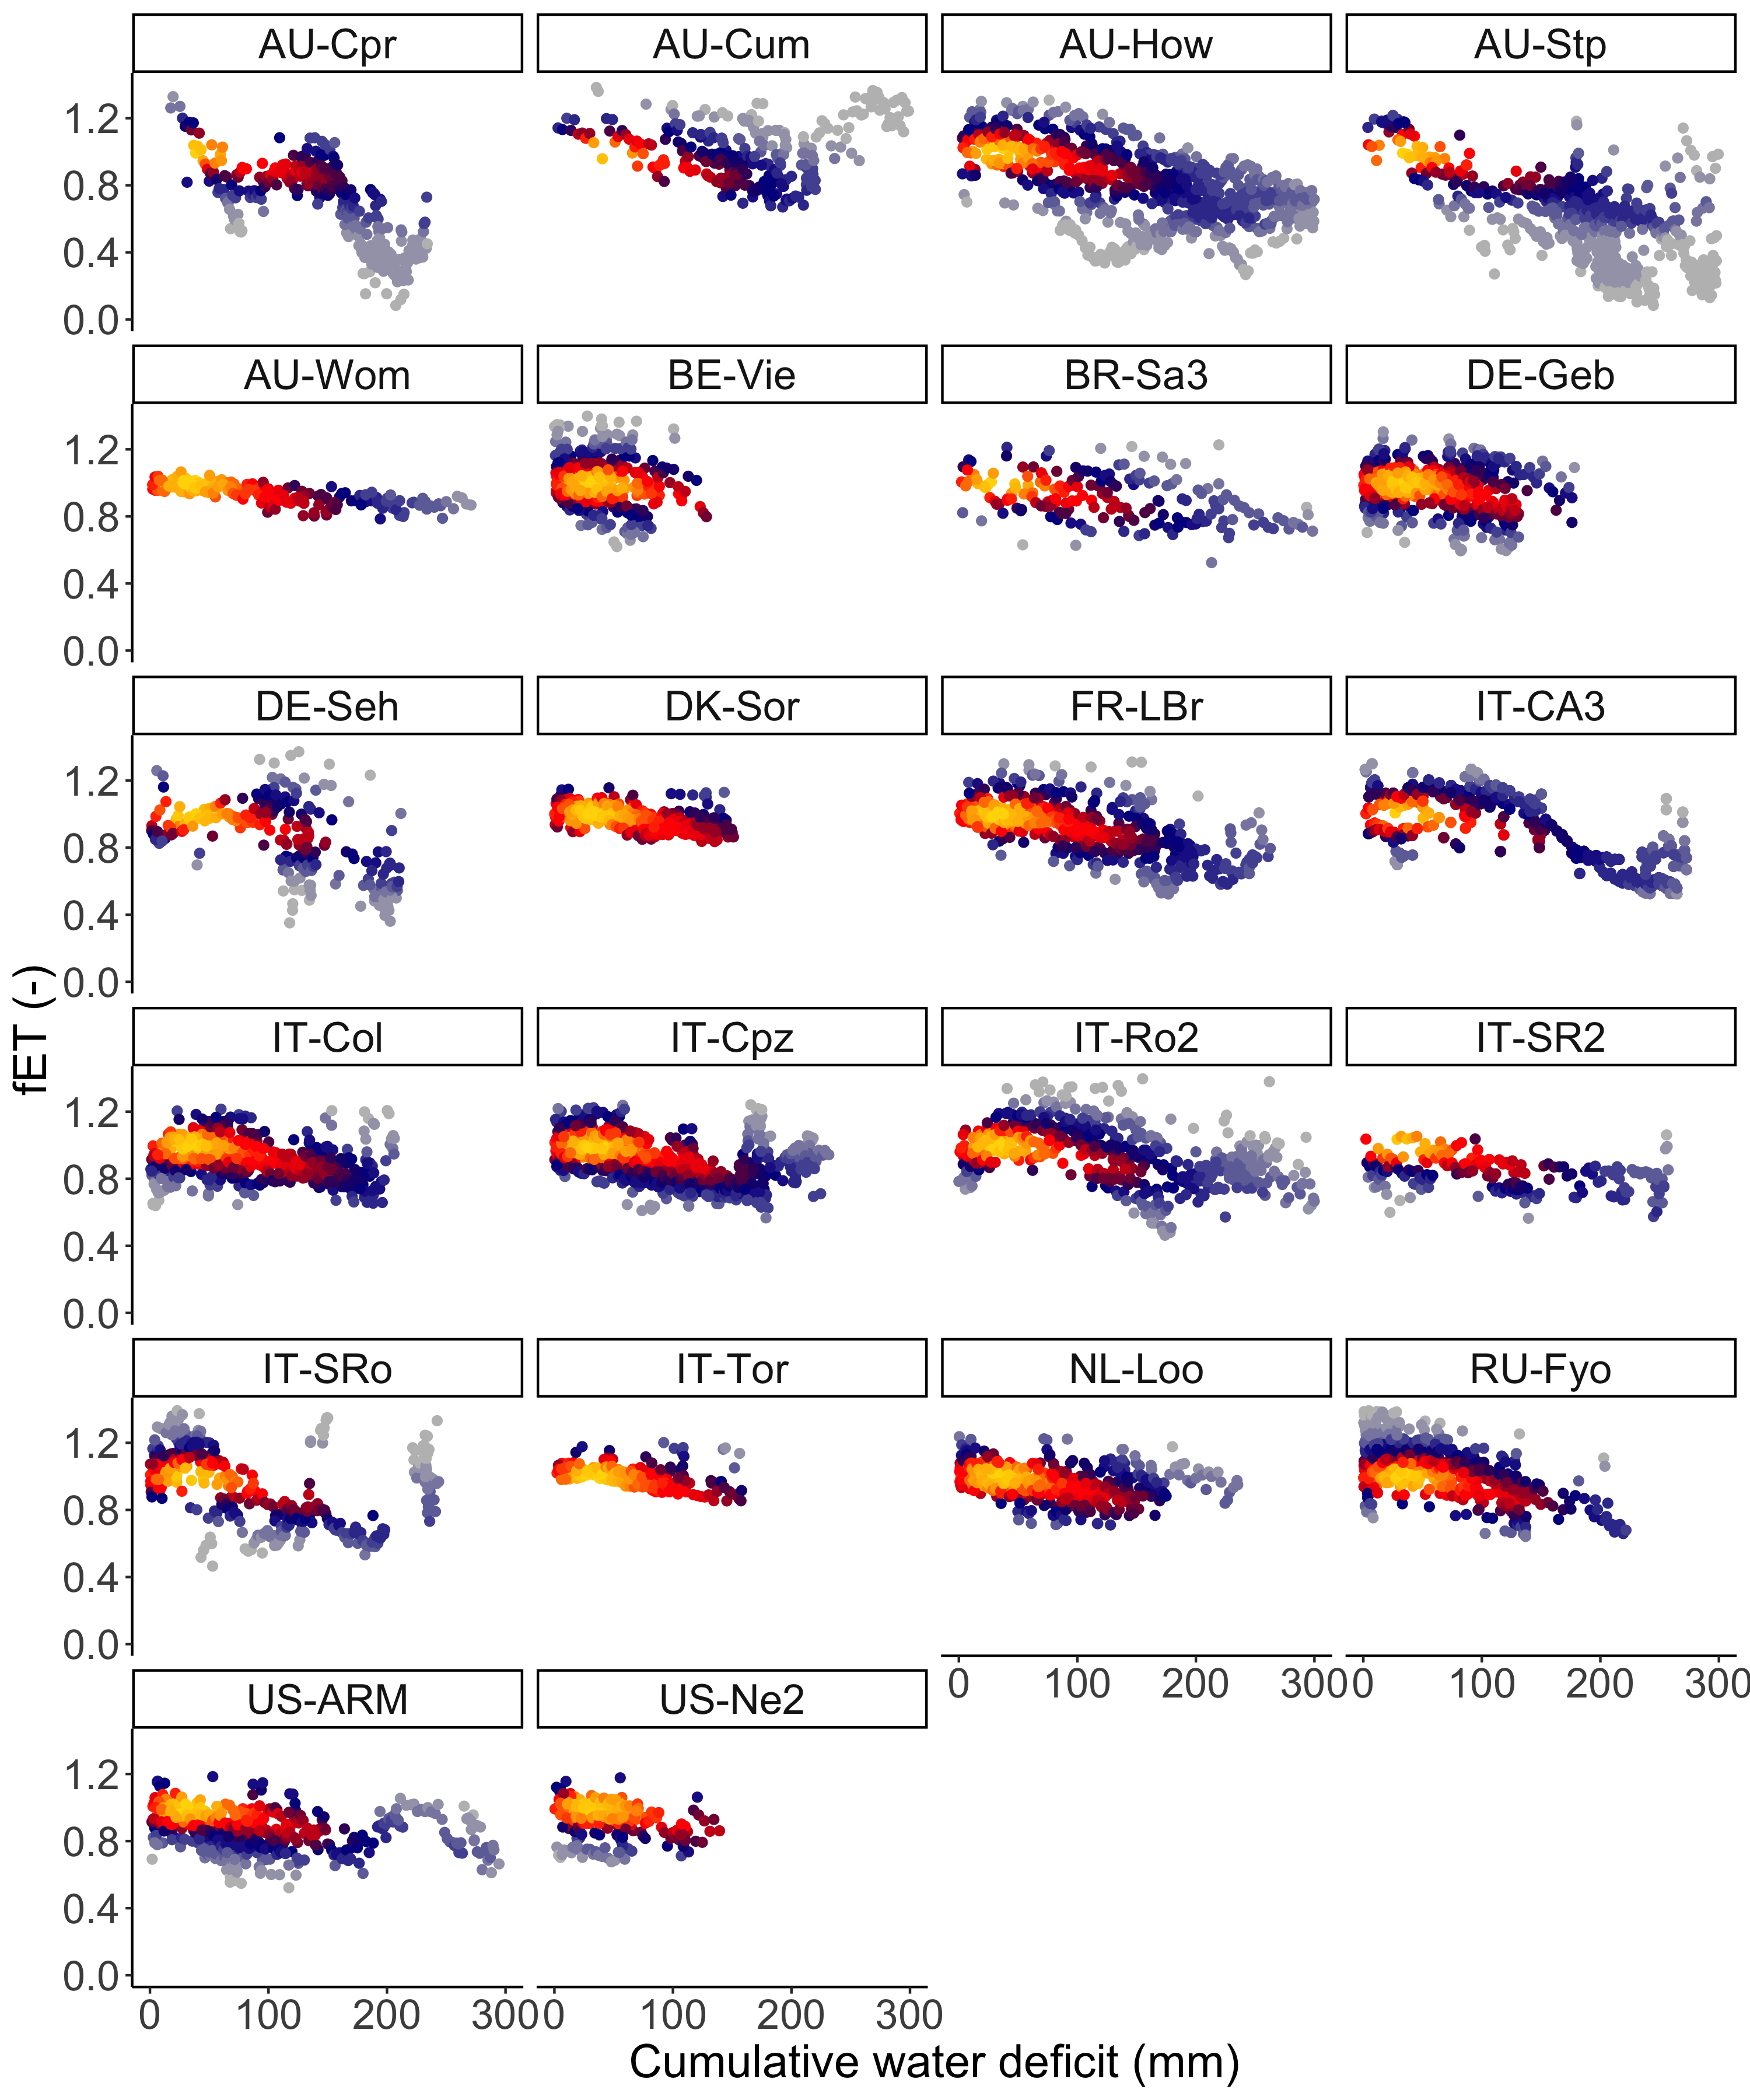 AU-Cpr AU-Cum AU-How AU-Stp
1.2
0.8
0.4
0.0
AU-Wom BE-Vie BR-Sa3 DE-Geb
1.2
0.8
0.4
0.0
DE-Seh DK-Sor FR-LBr IT-CA3
1.2
0.8
0.4
0.0
fET (-)
IT-Col IT-Cpz IT-Ro2 IT-SR2
1.2
0.8
0.4
0.0
IT-SRo IT-Tor NL-Loo RU-Fyo
1.2
0.8
0.4
0.0
0 100 200 300 0 100 200 300
US-ARM US-Ne2
1.2
0.8
0.4
0.0
0 100 200 300 0 100 200 300
Cumulative water deficit (mm)